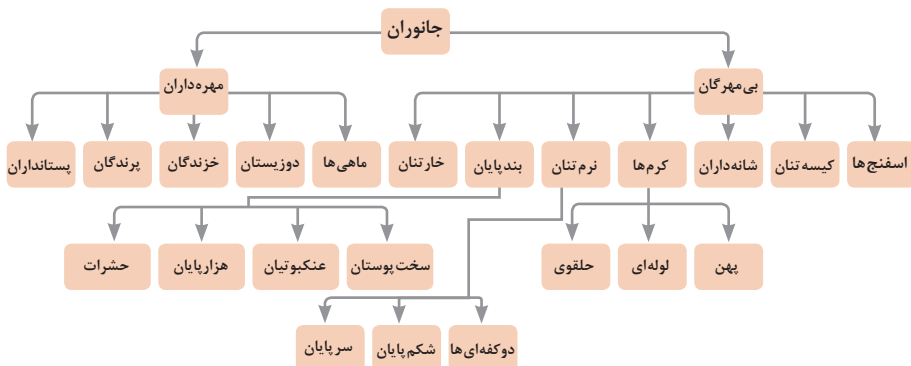 جانوران
بی‌مهرگان
مهره‌داران
اسفنج‌ها
کیسه‌تنان
شانه‌داران
کرم‌ها
نرم‌تنان
بندپایان
خارتنان
ماهی‌ها
دوزیستان
خزندگان
پرندگان
پستانداران
پهن
لوله‌ای
حلقوی
سخت‌پوستان
عنکبوتیان
هزارپایان
حشرات
دوکفه‌ای‌ها
شکم‌پایان
سرپایان